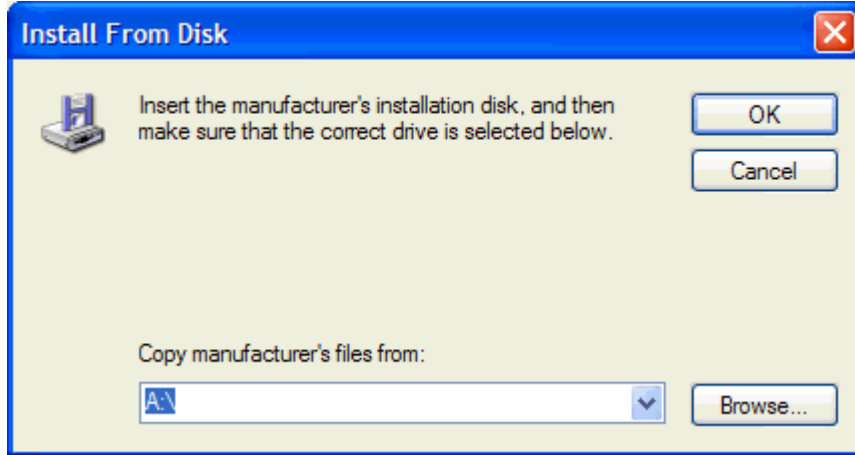 Install From Disk
Insert the manufacturer's installation disk, and then
make sure that the correct drive is selected below.
OK
Cancel
Copy manufacturer's files from:
A:\
Browse...